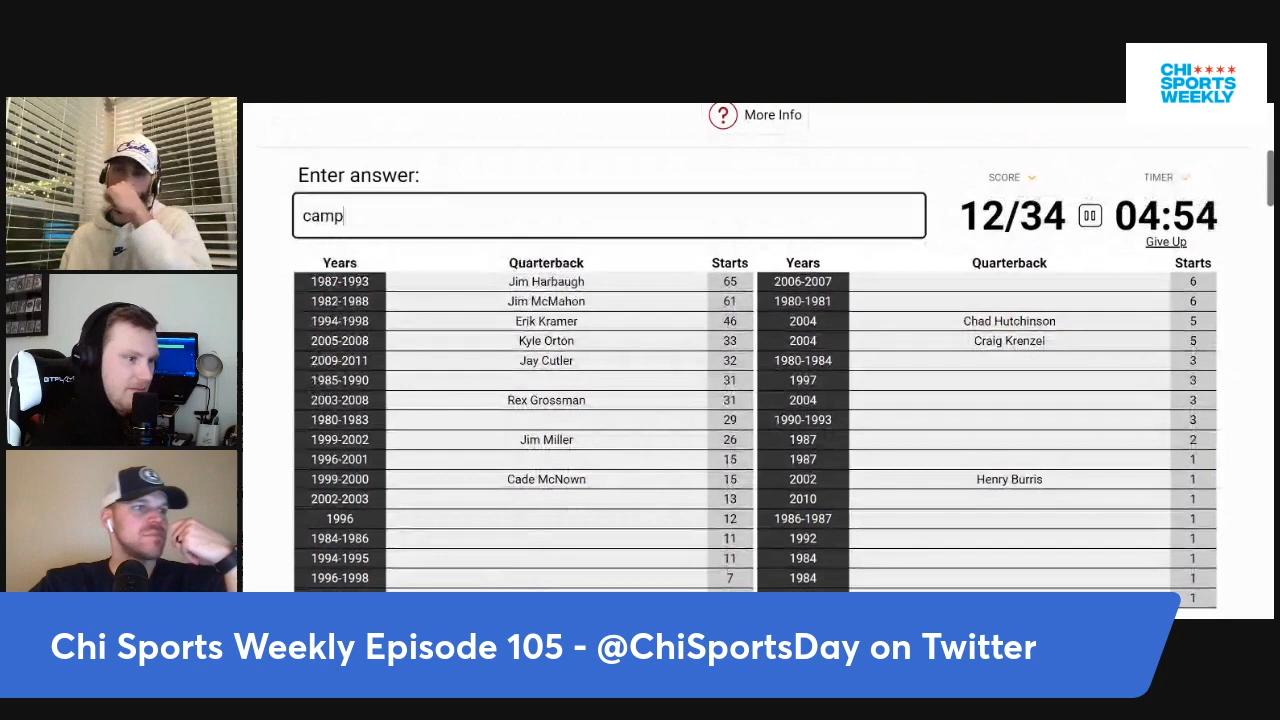 CHI
SPORTS
WEEKLY
? More Info
Enter answer:
SCORE
TIMER
camp
12/34
04:54
Give Up
Years Quarterback Starts Years Quarterback Starts
1987-1993 Jim Harbaugh 65 2006-2007 6
1982-1988 Jim McMahon 61 1980-1981 6
1994-1998 Erik Kramer 46 2004 Chad Hutchinson 5
2005-2008 Kyle Orton 33 2004 Craig Krenzel 5
2009-2011 Jay Cutler 32 1980-1984 3
1985-1990 31 1997 3
2003-2008 Rex Grossman 31 2004 3
1980-1983 29 1990-1993 3
1999-2002 Jim Miller 26 1987 2
1996-2001 15 1987 1
1999-2000 Cade McNown 15 2002 Henry Burris 1
2002-2003 13 2010 1
1996 12 1986-1987 1
1984-1986 11 1992 1
1994-1995 11 1984 1
1996-1998 7 1984 1
1
Chi Sports Weekly Episode 105 - @ChiSportsDay on Twitter